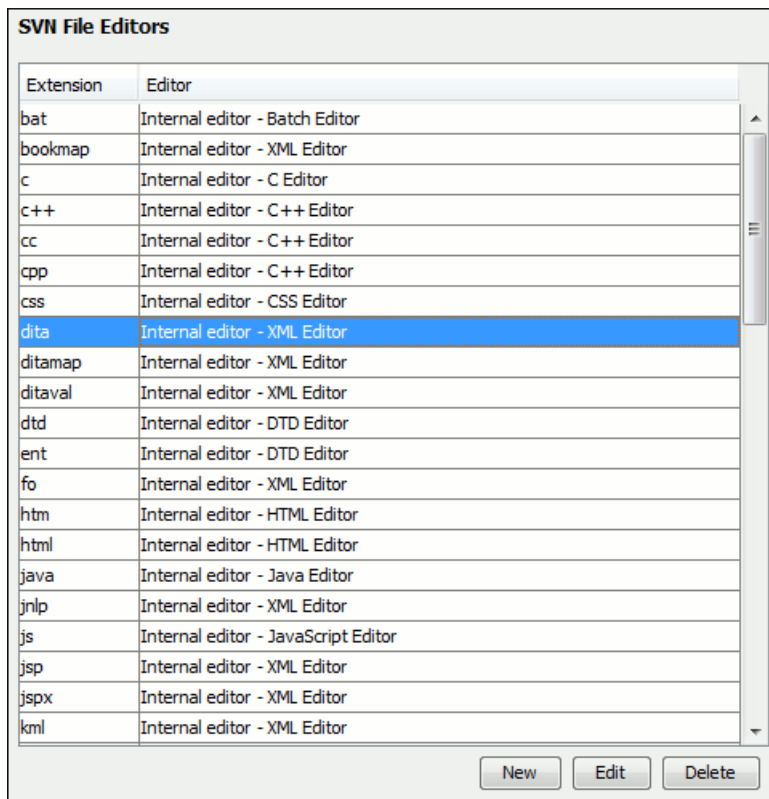 SVN File Editors
Extension Editor
bat Internal editor - Batch Editor
bookmap Internal editor - XML Editor
c Internal editor - C Editor
c++ Internal editor - C++ Editor
cc Internal editor - C++ Editor
cpp Internal editor - C++ Editor
css Internal editor - CSS Editor
dita Internal editor - XML Editor
ditamap Internal editor - XML Editor
ditaval Internal editor - XML Editor
dtd Internal editor - DTD Editor
ent Internal editor - DTD Editor
fo Internal editor - XML Editor
htm Internal editor - HTML Editor
html Internal editor - HTML Editor
java Internal editor - Java Editor
jnlp Internal editor - XML Editor
js Internal editor - JavaScript Editor
jsp Internal editor - XML Editor
jspx Internal editor - XML Editor
kml Internal editor - XML Editor
New Edit Delete